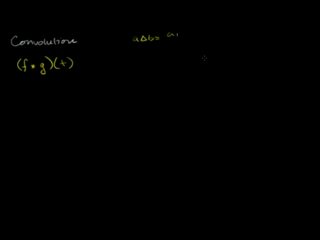 Convolution
a Δ b = a
(f * g)(t)